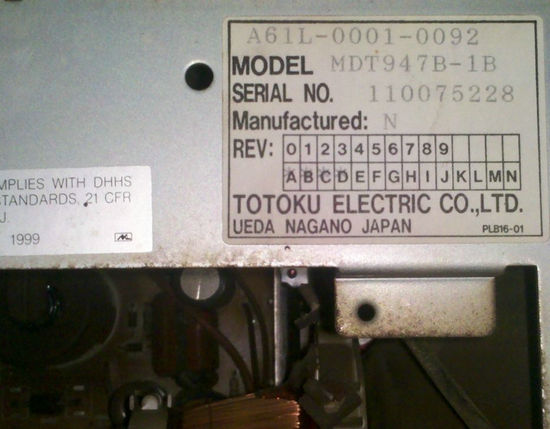 A61L-0001-0092
MODEL MDT947B-1B
SERIAL NO. 110075228
Manufactured: N
REV: 0 1 2 3 4 5 6 7 8 9
A B C D E F G H I J K L M N
TOTOKU ELECTRIC CO.,LTD.
UEDA NAGANO JAPAN PLB16-01
MPLIES WITH DHHS
STANDARDS, 21 CFR
J.
1999